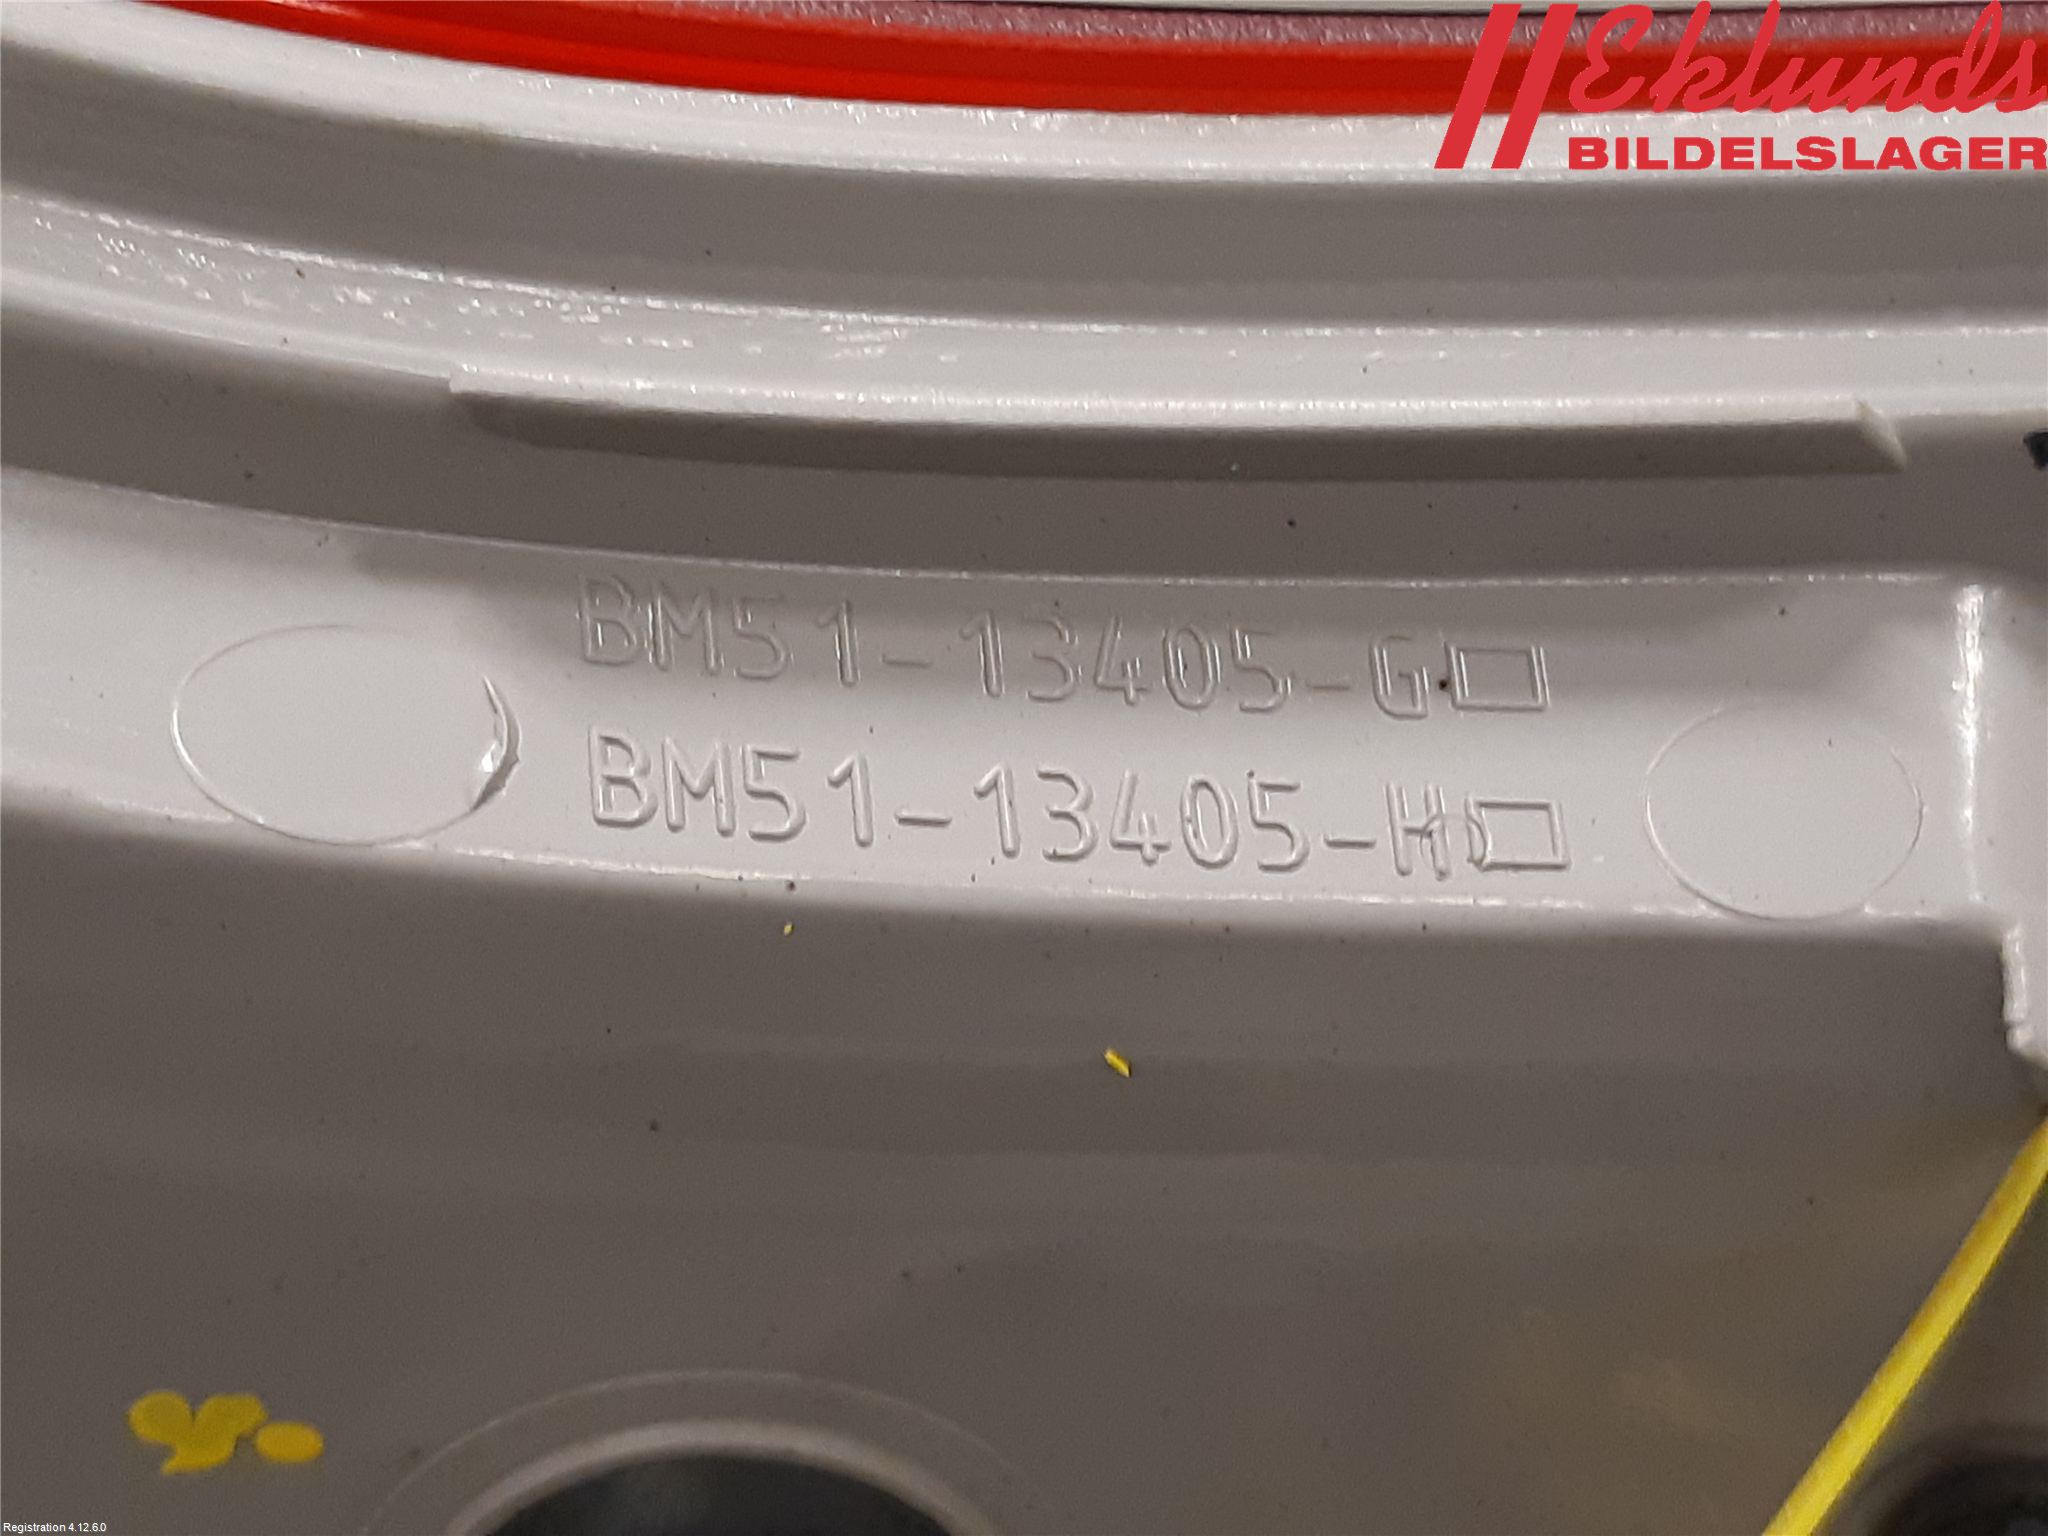 Eklunds
BILDELSLAGER
BM51-13405-G
BM51-13405-H
Registration 4.12.6.0